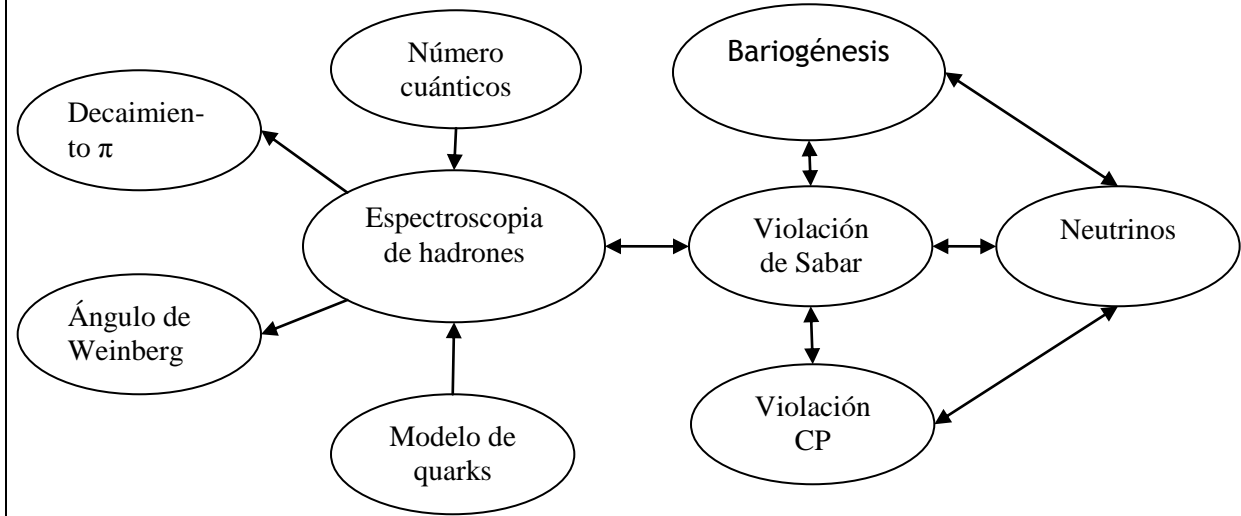 Número
cuánticos
Bariogénesis
Decaimien-
to π
Espectroscopia
de hadrones
Violación
de Sabar
Neutrinos
Ángulo de
Weinberg
Modelo de
quarks
Violación
CP